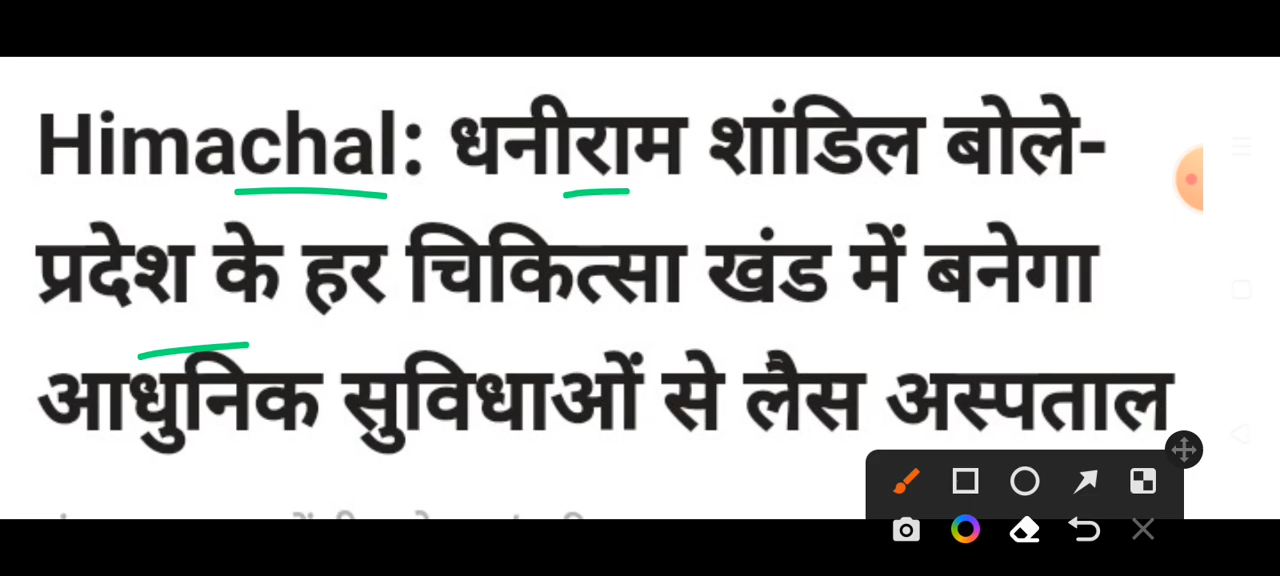 Himachal: धनीराम शांडिल बोले-
प्रदेश के हर चिकित्सा खंड में बनेगा
आधुनिक सुविधाओं से लैस अस्पताल